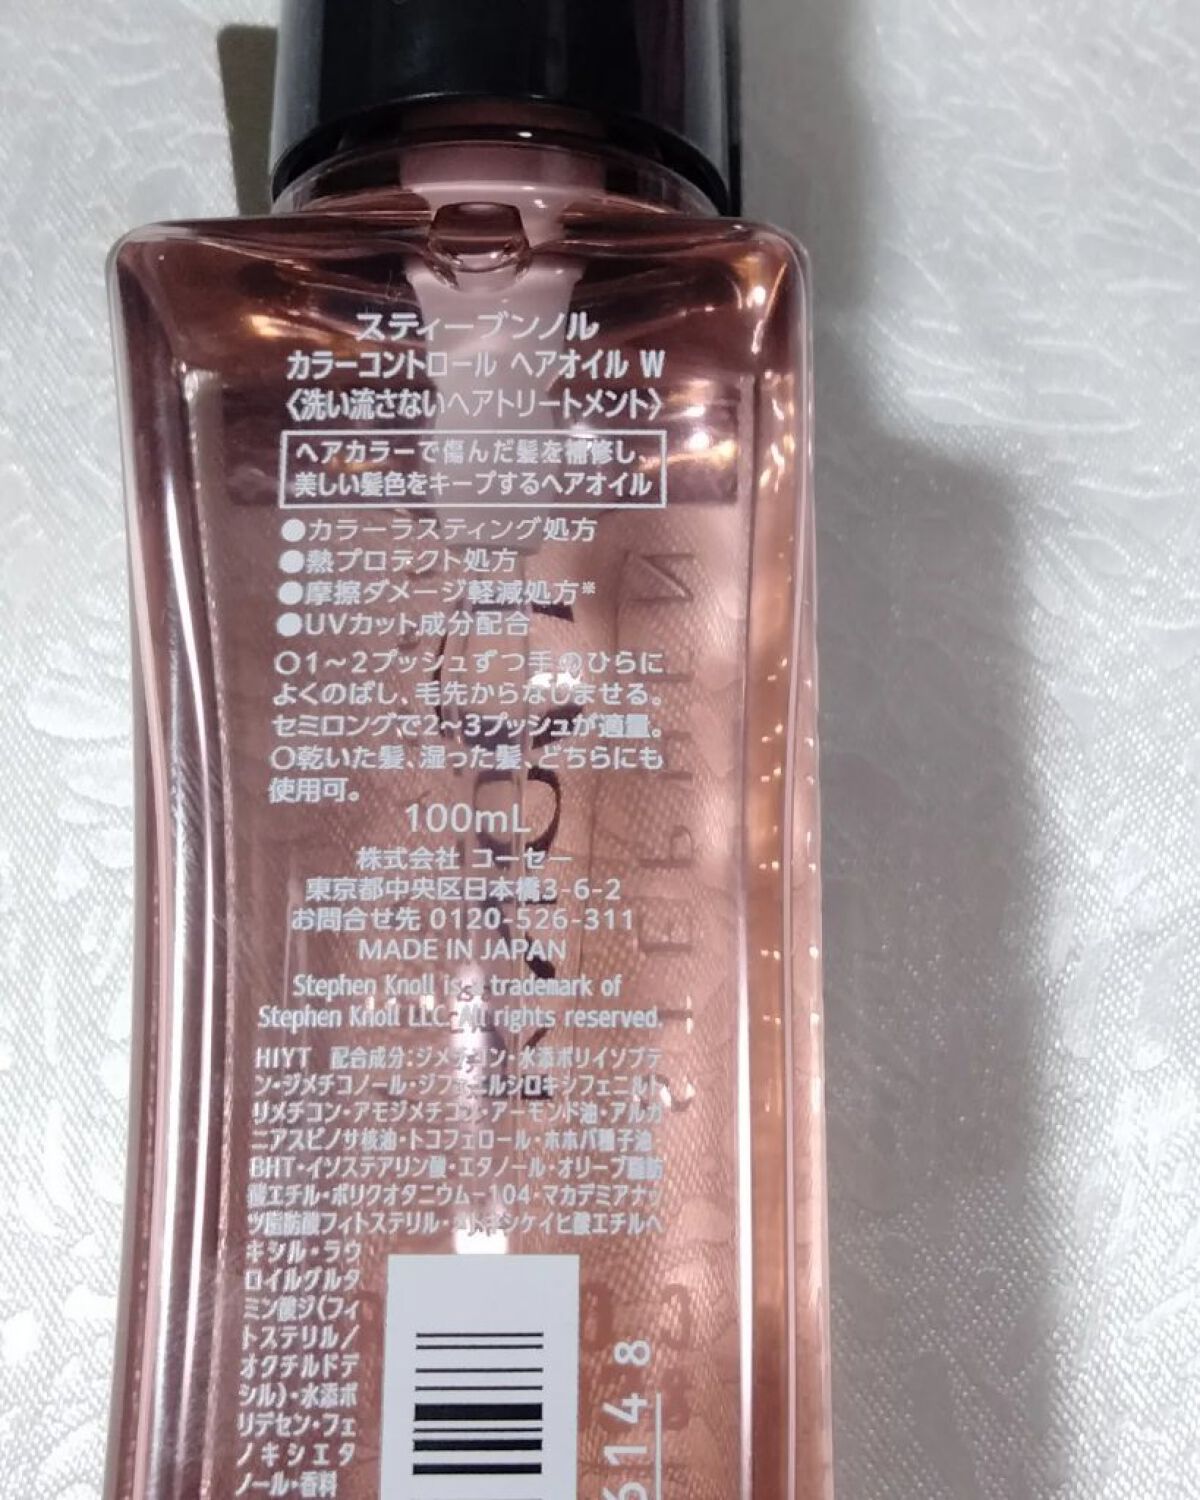 スティーブンノル
カラーコントロール ヘアオイル W
〈洗い流さないヘアトリートメント〉
ヘアカラーで傷んだ髪を補修し、
美しい髪色をキープするヘアオイル
●カラーラスティング処方
●熱プロテクト処方
●摩擦ダメージ軽減処方※
●UVカット成分配合
○1～2プッシュずつ手のひらに
よくのばし、毛先からなじませる。
セミロングで2～3プッシュが適量。
○乾いた髪、湿った髪、どちらにも
使用可。
100mL
株式会社 コーセー
東京都中央区日本橋3-6-2
お問合せ先 0120-526-311
MADE IN JAPAN
Stephen Knoll is a trademark of
Stephen Knoll LLC. All rights reserved.
HIYT 配合成分:ジメチコン・水添ポリイソブテ
ン・ジメチコノール・ジフェニルシロキシフェニルト
リメチコン・アモジメチコン・アーモンド油・アルガ
ニアスピノサ核油・トコフェロール・ホホバ種子油・
BHT・イソステアリン酸・エタノール・オリーブ脂肪
酸エチル・ポリクオタニウム-104・マカデミアナッ
ツ脂肪酸フィトステリル・メトキシケイヒ酸エチルヘ
キシル・ラウ
ロイルグルタ
ミン酸ジ(フィ
トステリル/
オクチルドデ
シル)・水添ポ
リデセン・フェ
ノキシエタ
ノール・香料
6148